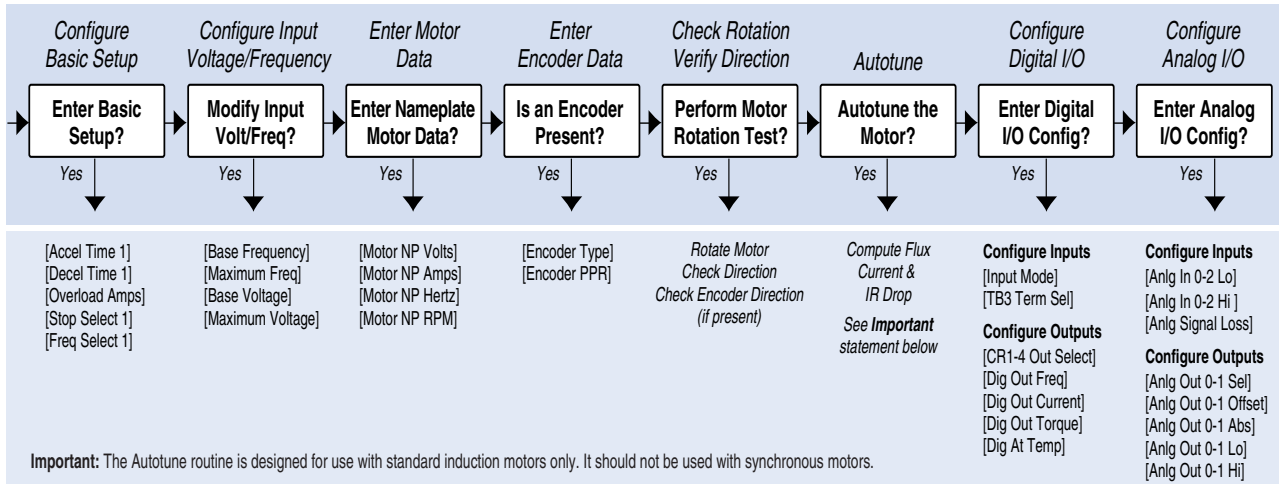 Configure
Basic Setup
Configure Input
Voltage/Frequency
Enter Motor
Data
Enter
Encoder Data
Check Rotation
Verify Direction
Autotune
Configure
Digital I/O
Configure
Analog I/O
Enter Basic
Setup?
Modify Input
Volt/Freq?
Enter Nameplate
Motor Data?
Is an Encoder
Present?
Perform Motor
Rotation Test?
Autotune the
Motor?
Enter Digital
I/O Config?
Enter Analog
I/O Config?
Yes
Yes
Yes
Yes
Yes
Yes
Yes
Yes
[Accel Time 1]
[Decel Time 1]
[Overload Amps]
[Stop Select 1]
[Freq Select 1]
[Base Frequency]
[Maximum Freq]
[Base Voltage]
[Maximum Voltage]
[Motor NP Volts]
[Motor NP Amps]
[Motor NP Hertz]
[Motor NP RPM]
[Encoder Type]
[Encoder PPR]
Rotate Motor
Check Direction
Check Encoder Direction
(if present)
Compute Flux
Current &
IR Drop
See Important
statement below
Configure Inputs
[Input Mode]
[TB3 Term Sel]
Configure Outputs
[CR1-4 Out Select]
[Dig Out Freq]
[Dig Out Current]
[Dig Out Torque]
[Dig At Temp]
Configure Inputs
[Anlg In 0-2 Lo]
[Anlg In 0-2 Hi ]
[Anlg Signal Loss]
Configure Outputs
[Anlg Out 0-1 Sel]
[Anlg Out 0-1 Offset]
[Anlg Out 0-1 Abs]
[Anlg Out 0-1 Lo]
[Anlg Out 0-1 Hi]
Important: The Autotune routine is designed for use with standard induction motors only. It should not be used with synchronous motors.